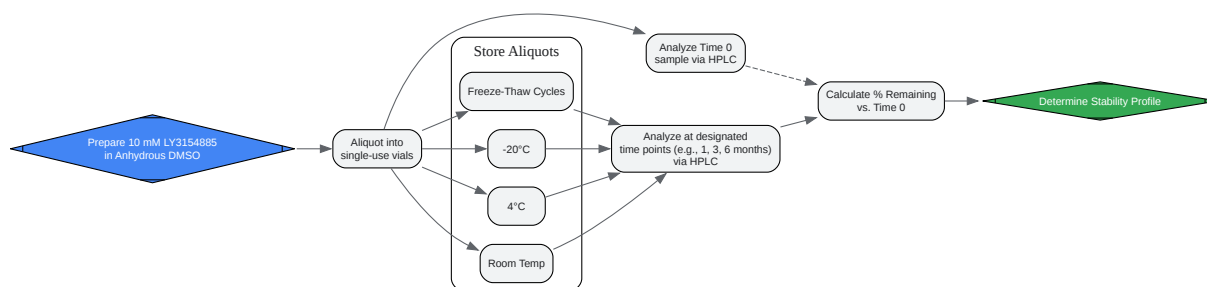 Prepare 10 mM LY3154885
in Anhydrous DMSO
Aliquot into
single-use vials
Store Aliquots
Freeze-Thaw Cycles
-20°C
4°C
Room Temp
Analyze Time 0
sample via HPLC
Analyze at designated
time points (e.g., 1, 3, 6 months)
via HPLC
Calculate % Remaining
vs. Time 0
Determine Stability Profile